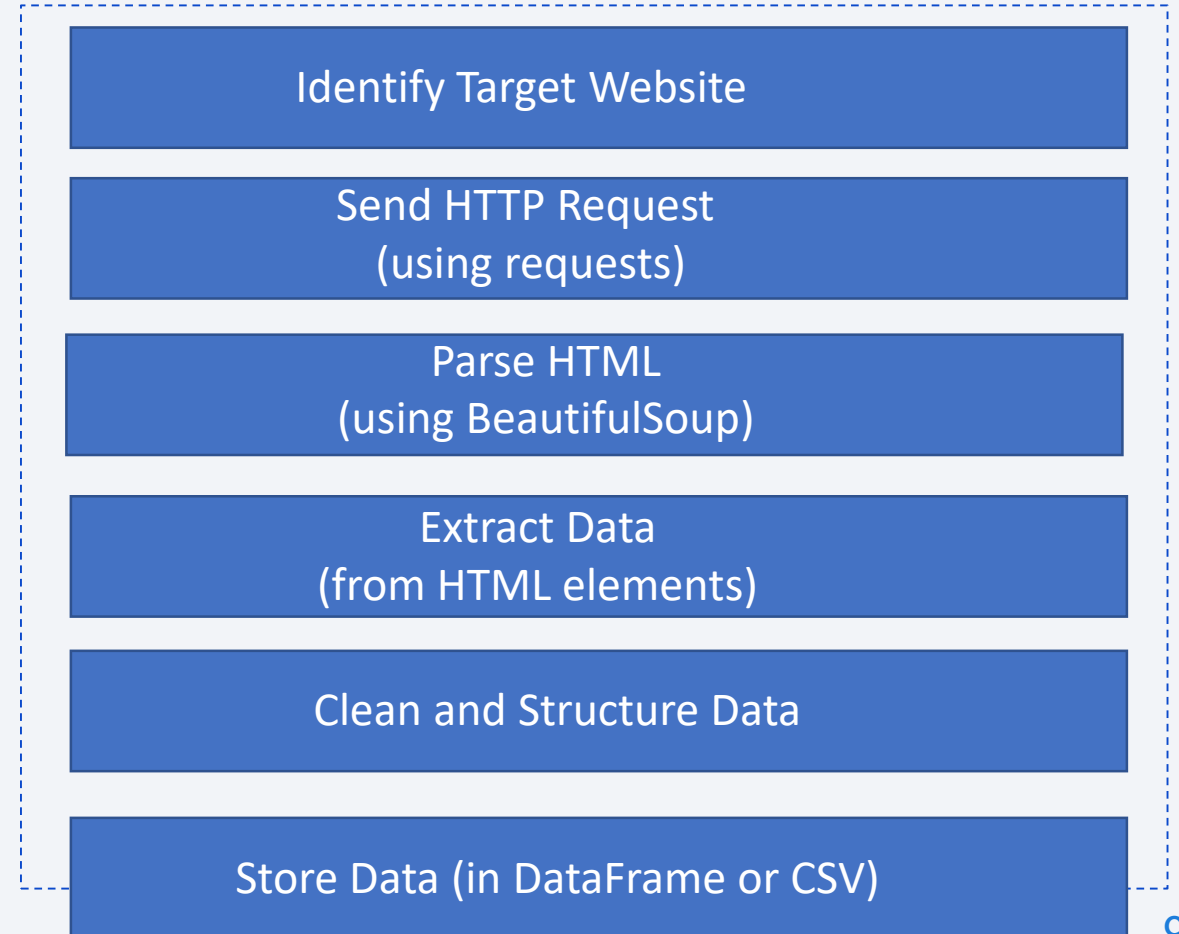 Identify Target Website
Send HTTP Request
(using requests)
Parse HTML
(using BeautifulSoup)
Extract Data
(from HTML elements)
Clean and Structure Data
Store Data (in DataFrame or CSV)